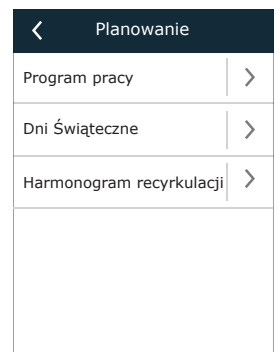 Planowanie
Program pracy
Dni Świąteczne
Harmonogram recyrkulacji